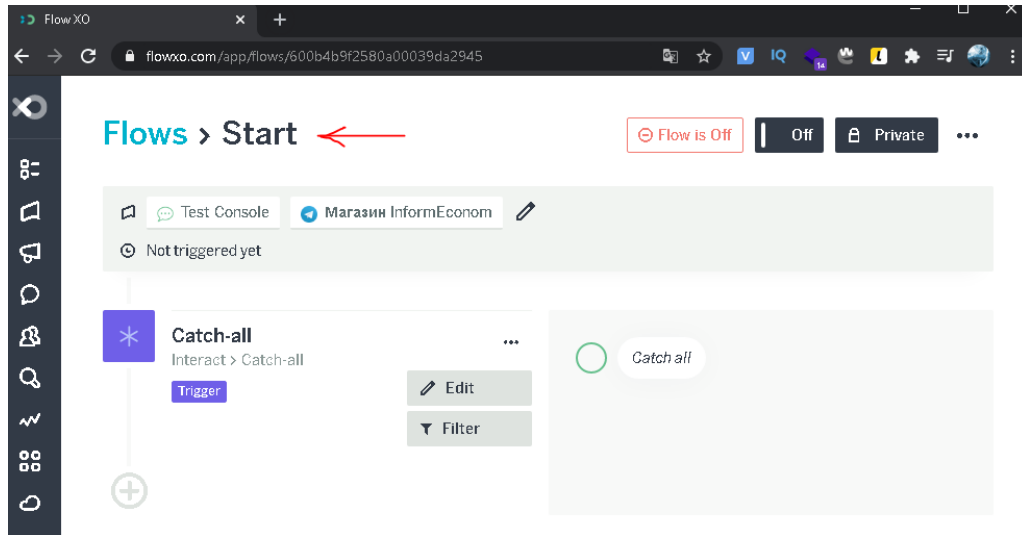 Flow XO
flowxo.com/app/flows/600b4b9f2580a00039da2945
14
Flows > Start
Flow is Off
Off
Private
Test Console
Магазин InformEconom
Not triggered yet
Catch-all
Interact > Catch-all
Trigger
Edit
Filter
Catch all